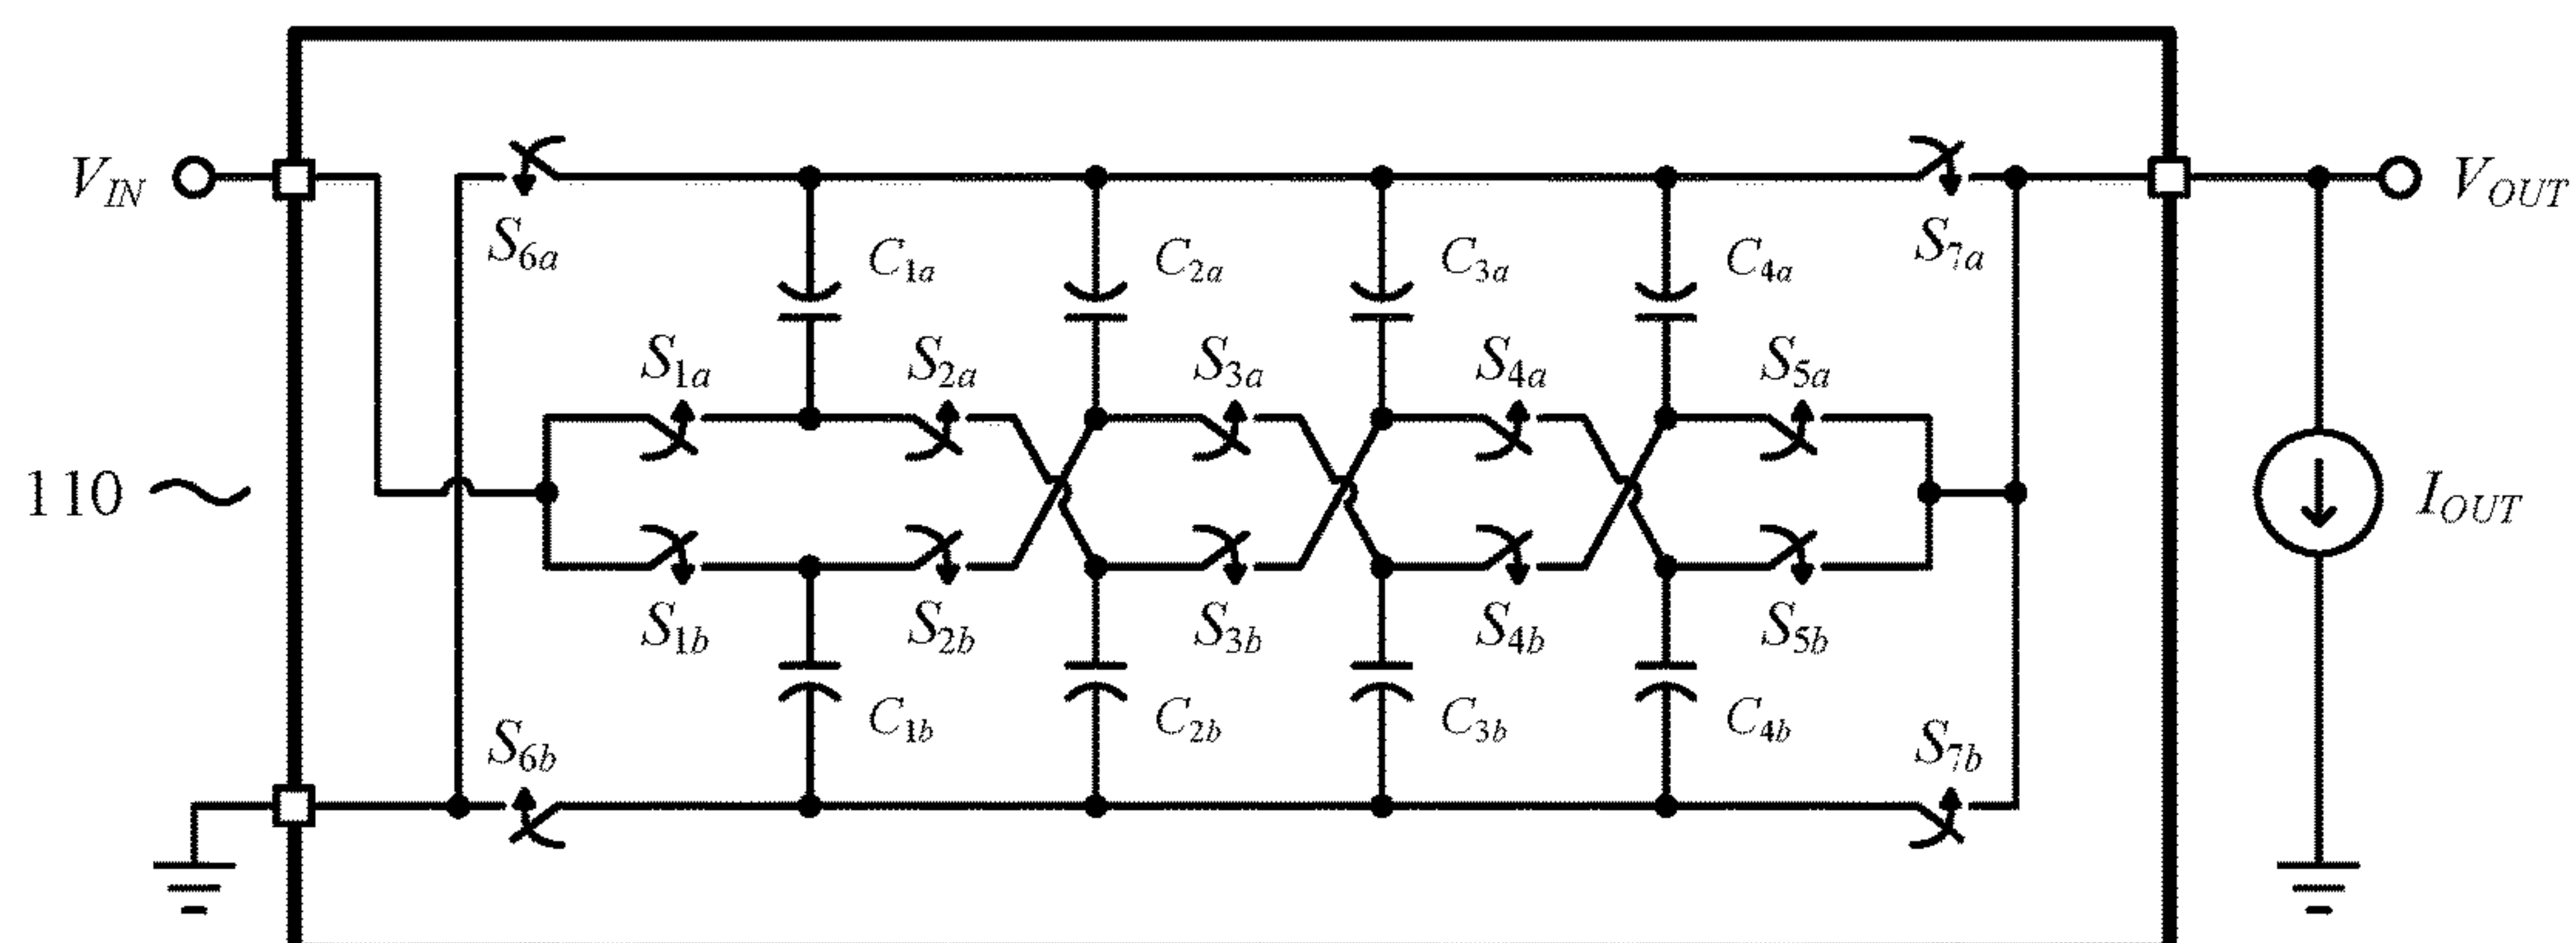 V_IN V_OUT
S_6a C_1a C_2a C_3a C_4a S_7a
S_1a S_2a S_3a S_4a S_5a
110 I_OUT
S_1b S_2b S_3b S_4b S_5b
S_6b C_1b C_2b C_3b C_4b S_7b